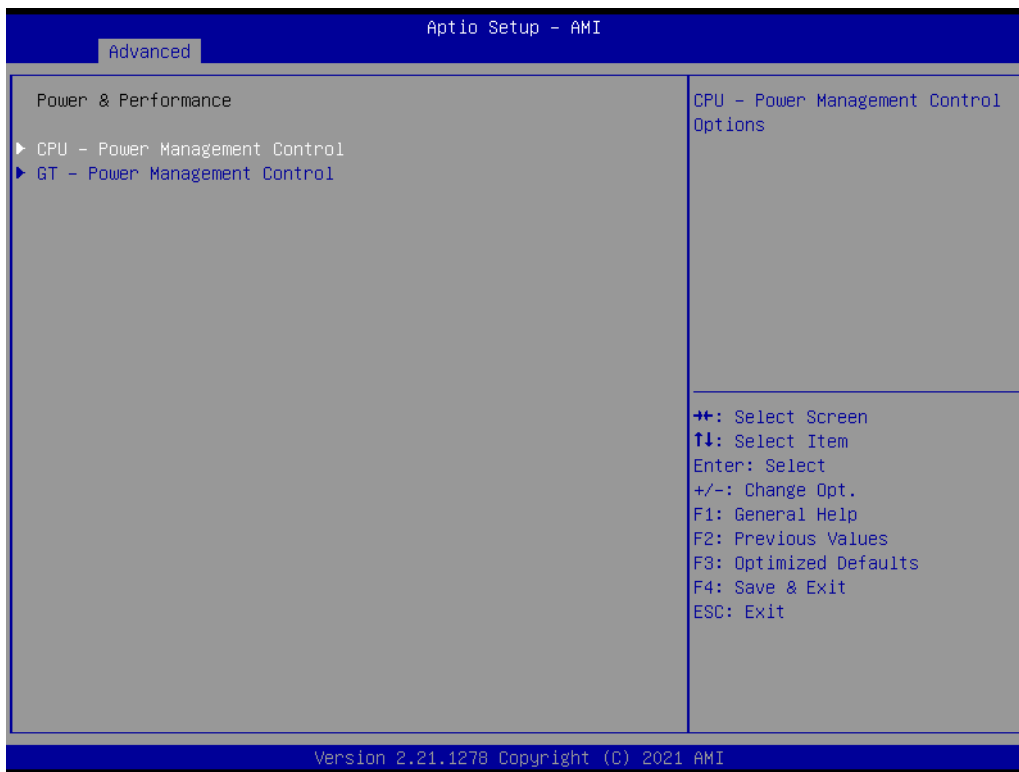 Aptio Setup – AMI
Advanced
Power & Performance
▶ CPU – Power Management Control
▶ GT – Power Management Control
CPU – Power Management Control
Options
→←: Select Screen
↑↓: Select Item
Enter: Select
+/-: Change Opt.
F1: General Help
F2: Previous Values
F3: Optimized Defaults
F4: Save & Exit
ESC: Exit
Version 2.21.1278 Copyright (C) 2021 AMI